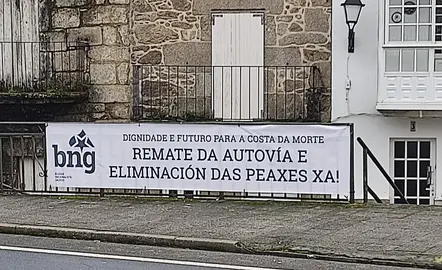 bng
DIGNIDADE E FUTURO PARA A COSTA DA MORTE
REMATE DA AUTOVÍA E
ELIMINACIÓN DAS PEAXES XA!